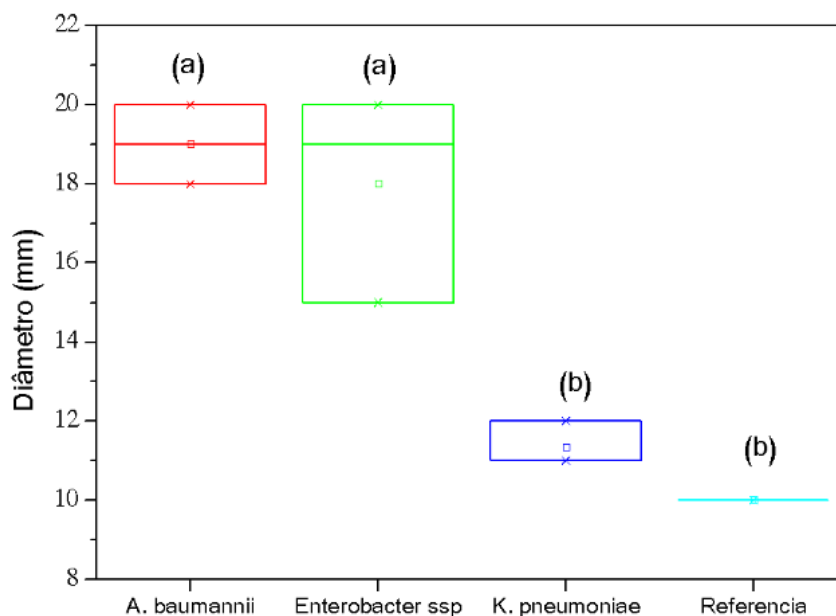 22
20
18
16
14
12
10
8
Diâmetro (mm)
(a)
(a)
(b)
(b)
A. baumannii
Enterobacter ssp
K. pneumoniae
Referencia